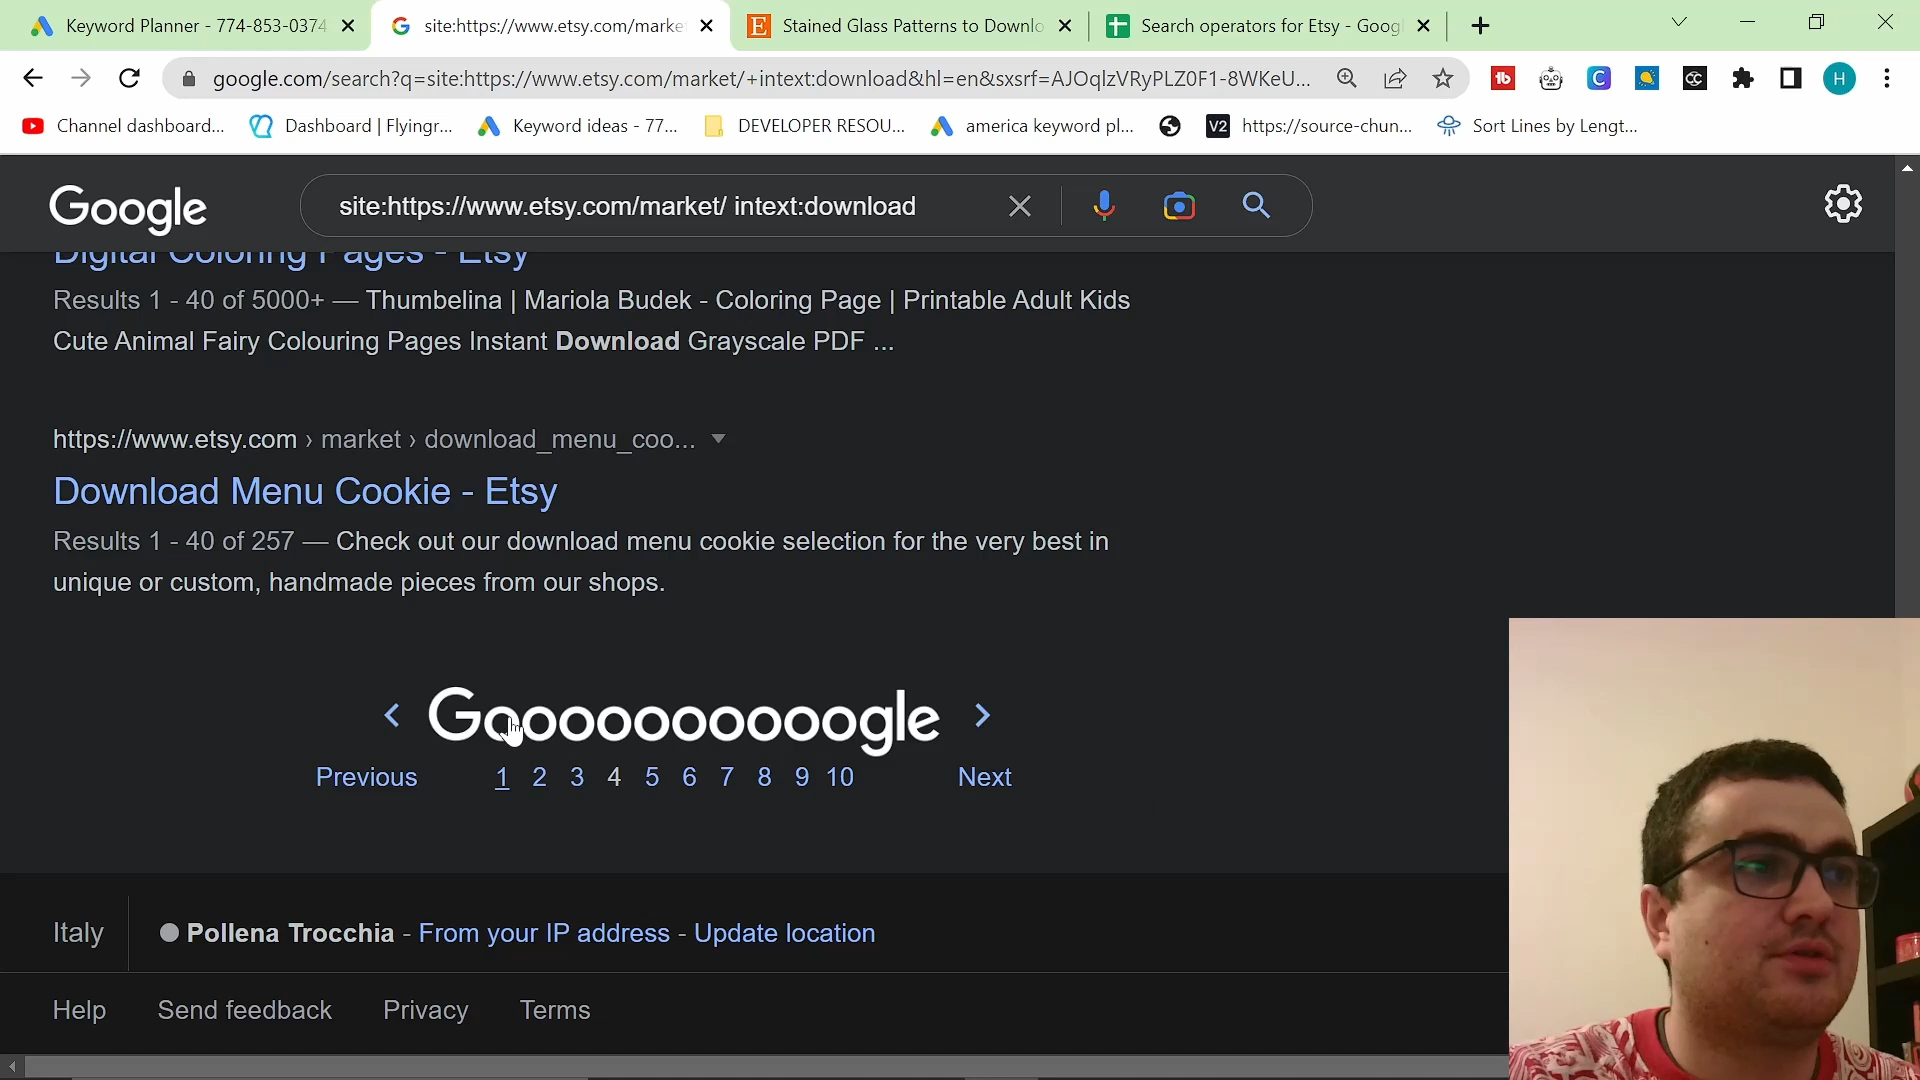 Keyword Planner - 774-853-0374
site:https://www.etsy.com/marke
Stained Glass Patterns to Downlo
Search operators for Etsy - Googl
google.com/search?q=site:https://www.etsy.com/market/+intext:download&hl=en&sxsrf=AJOqlzVRyPLZ0F1-8WKeU...
Channel dashboard...
Dashboard | Flyingr...
Keyword ideas - 77...
DEVELOPER RESOU...
america keyword pl...
https://source-chun...
Sort Lines by Lengt...
Google
site:https://www.etsy.com/market/ intext:download
Digital Coloring Pages - Etsy
Results 1 - 40 of 5000+ — Thumbelina | Mariola Budek - Coloring Page | Printable Adult Kids
Cute Animal Fairy Colouring Pages Instant Download Grayscale PDF ...
https://www.etsy.com › market › download_menu_coo...
Download Menu Cookie - Etsy
Results 1 - 40 of 257 — Check out our download menu cookie selection for the very best in
unique or custom, handmade pieces from our shops.
Goooooooooogle
Previous 1 2 3 4 5 6 7 8 9 10 Next
Italy
Pollena Trocchia - From your IP address - Update location
Help Send feedback Privacy Terms